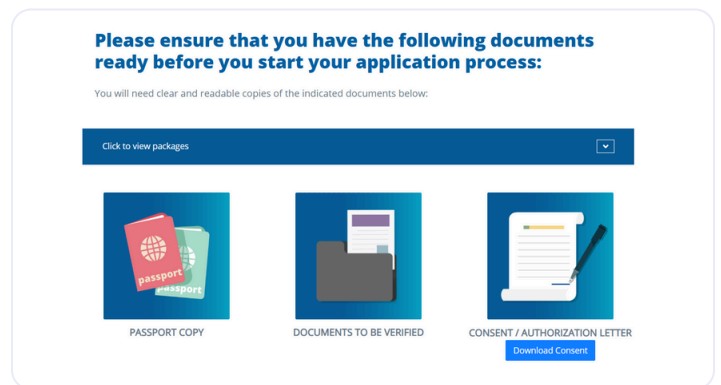 Please ensure that you have the following documents
ready before you start your application process:
You will need clear and readable copies of the indicated documents below:
Click to view packages
passport
passport
PASSPORT COPY
DOCUMENTS TO BE VERIFIED
CONSENT / AUTHORIZATION LETTER
Download Consent